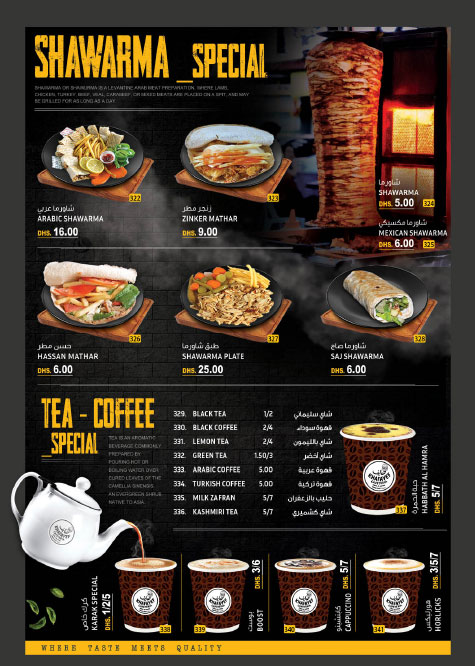 SHAWARMA _SPECIAL
SHAWARMA OR SHAWURMA IS A LEVANTINE ARAB MEAT PREPARATION, WHERE LAMB,
CHICKEN, TURKEY, BEEF, VEAL, CARABEEF, OR MIXED MEATS ARE PLACED ON A SPIT, AND MAY
BE GRILLED FOR AS LONG AS A DAY
322
شاورما عربي
ARABIC SHAWARMA
DHS. 16.00
323
زنجر مطر
ZINKER MATHAR
DHS. 9.00
شاورما
SHAWARMA
DHS. 5.00 324
شاورما مكسيكي
MEXICAN SHAWARMA
DHS. 6.00 325
326
حسن مطر
HASSAN MATHAR
DHS. 6.00
327
طبق شاورما
SHAWARMA PLATE
DHS. 25.00
328
شاورما صاج
SAJ SHAWARMA
DHS. 6.00
TEA - COFFEE
_SPECIAL
TEA IS AN AROMATIC
BEVERAGE COMMONLY
PREPARED BY
POURING HOT OR
BOILING WATER OVER
CURED LEAVES OF THE
CAMELLIA SINENSIS,
AN EVERGREEN SHRUB
NATIVE TO ASIA.
329. BLACK TEA 1/2 شاي سليماني
330. BLACK COFFEE 2/4 قهوة سوداء
331. LEMON TEA 2/4 شاي بالليمون
332. GREEN TEA 1.50/3 شاي أخضر
333. ARABIC COFFEE 5.00 قهوة عربية
334. TURKISH COFFEE 5.00 قهوة تركية
335. MILK ZAFRAN 5/7 حليب بالزعفران
336. KASHMIRI TEA 5/7 شاي كشميري
337
حبة الحمرة
HABBATH AL HAMRA
DHS. 5/7
كرك خاص
KARAK SPECIAL
DHS. 1/2/5
338
339
بوست
BOOST
DHS. 3/6
340
كابتشينو
CAPPUCCINO
DHS. 5/7
341
هورليكس
HORLICKS
DHS. 3/5/7
WHERE TASTE MEETS QUALITY